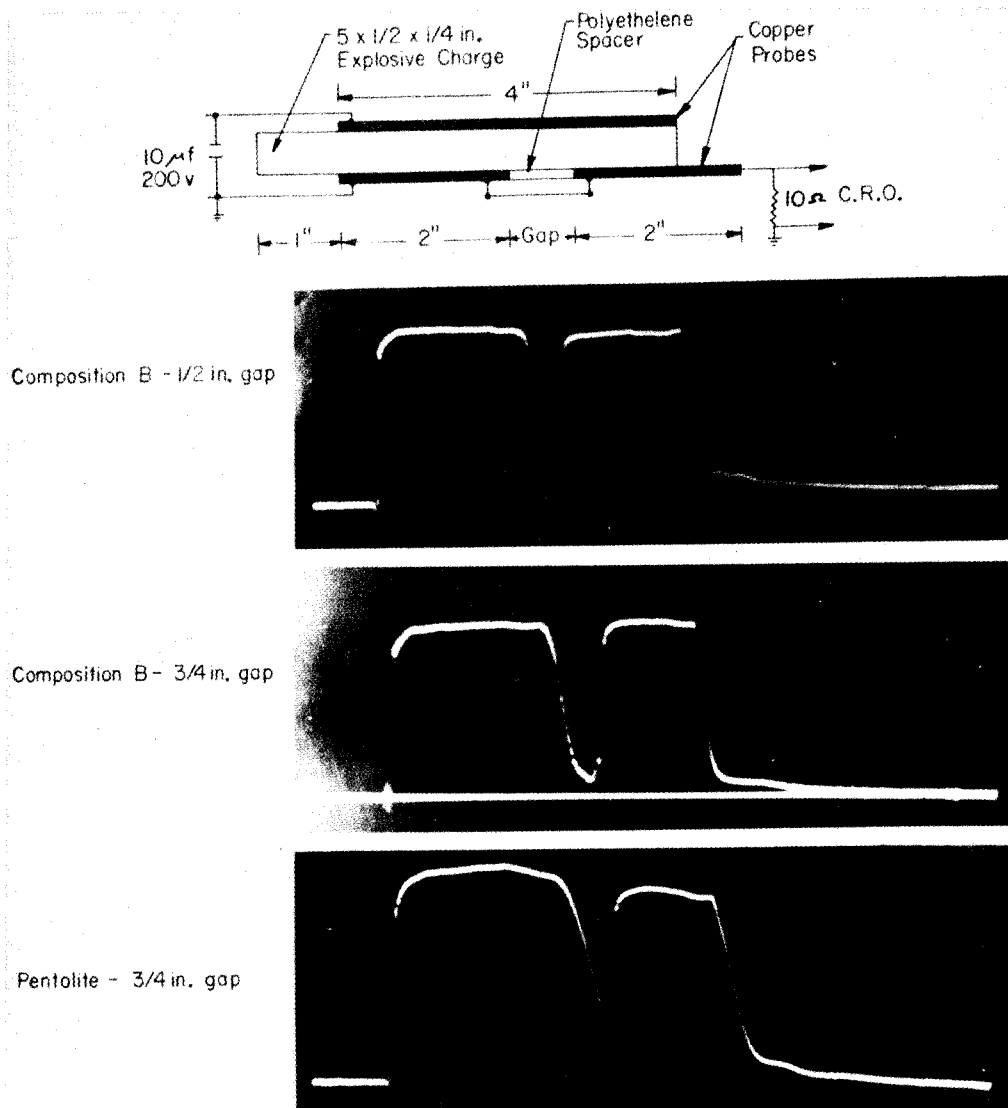 5 x 1/2 x 1/4 in.
Explosive Charge
Polyethelene
Spacer
Copper
Probes
4"
10 μf
200 v
10 Ω C.R.O.
1"
2"
Gap
2"
Composition B - 1/2 in. gap
Composition B - 3/4 in. gap
Pentolite - 3/4 in. gap